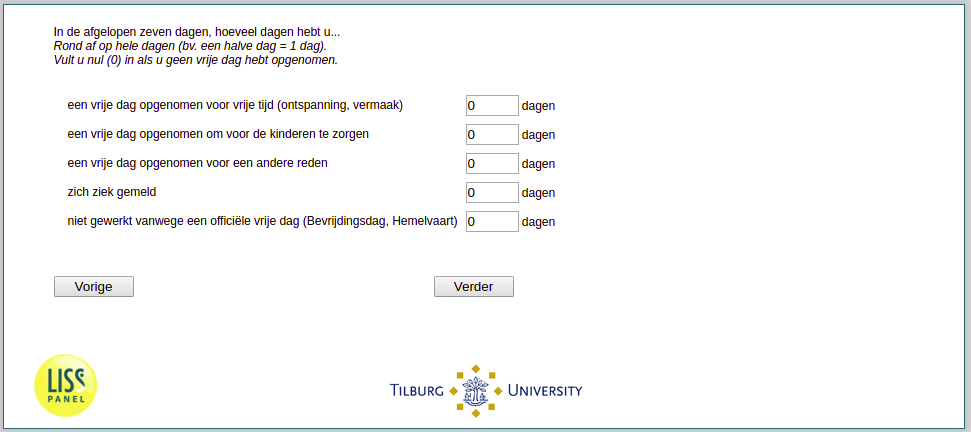 In de afgelopen zeven dagen, hoeveel dagen hebt u...
Rond af op hele dagen (bv. een halve dag = 1 dag).
Vult u nul (0) in als u geen vrije dag hebt opgenomen.
een vrije dag opgenomen voor vrije tijd (ontspanning, vermaak) 0 dagen
een vrije dag opgenomen om voor de kinderen te zorgen 0 dagen
een vrije dag opgenomen voor een andere reden 0 dagen
zich ziek gemeld 0 dagen
niet gewerkt vanwege een officiële vrije dag (Bevrijdingsdag, Hemelvaart) 0 dagen
Vorige Verder
LISS
PANEL
TILBURG UNIVERSITY